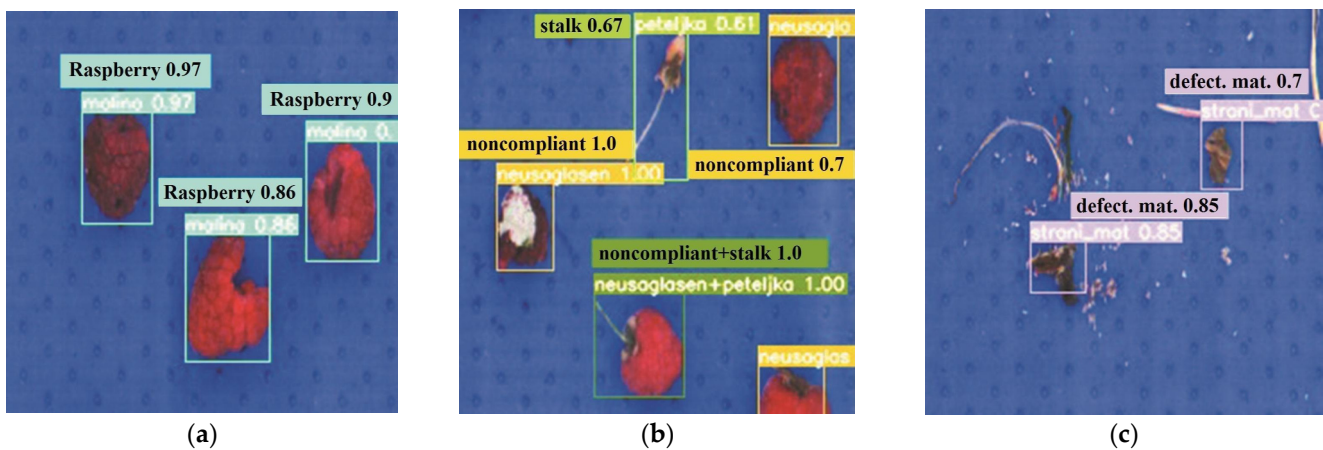 Raspberry 0.97
malina 0.97
Raspberry 0.9
malina 0.
Raspberry 0.86
malina 0.86
(a)
stalk 0.67
peteljka 0.61
neusagla
noncompliant 1.0
noncompliant 0.7
neusaglasen 1.00
noncompliant+stalk 1.0
neusaglasen+peteljka 1.00
neusaglas
(b)
defect. mat. 0.7
strani_mat 0
defect. mat. 0.85
strani_mat 0.85
(c)